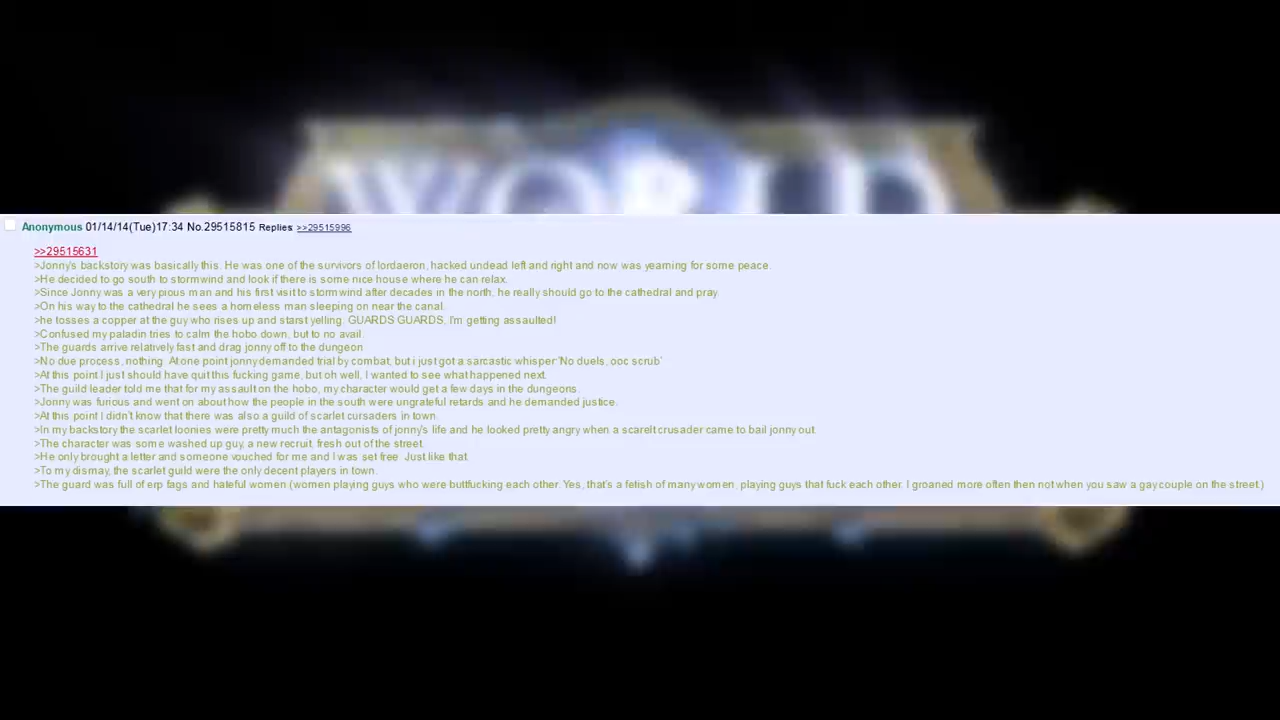 WORLD
Anonymous 01/14/14(Tue)17:34 No.29515815 Replies: >>29515996
>>29515631
>Jonny's backstory was basically this. He was one of the survivors of lordaeron, hacked undead left and right and now was yearning for some peace.
>He decided to go south to stormwind and look if there is some nice house where he can relax.
>Since Jonny was a very pious man and his first visit to stormwind after decades in the north, he really should go to the cathedral and pray.
>On his way to the cathedral he sees a homeless man sleeping on near the canal.
>he tosses a copper at the guy who rises up and starst yelling: GUARDS GUARDS, I'm getting assaulted!
>Confused my paladin tries to calm the hobo down, but to no avail.
>The guards arrive relatively fast and drag jonny off to the dungeon.
>No due process, nothing. At one point jonny demanded trial by combat, but i just got a sarcastic whisper 'No duels, ooc scrub'
>At this point I just should have quit this fucking game, but oh well, I wanted to see what happened next.
>The guild leader told me that for my assault on the hobo, my character would get a few days in the dungeons.
>Jonny was furious and went on about how the people in the south were ungrateful retards and he demanded justice.
>At this point I didn't know that there was also a guild of scarlet cursaders in town.
>In my backstory the scarlet loonies were pretty much the antagonists of jonny's life and he looked pretty angry when a scarelt crusader came to bail jonny out.
>The character was some washed up guy, a new recruit, fresh out of the street.
>He only brought a letter and someone vouched for me and I was set free. Just like that.
>To my dismay, the scarlet guild were the only decent players in town.
>The guard was full of erp fags and hateful women (women playing guys who were buttfucking each other. Yes, that's a fetish of many women, playing guys that fuck each other. I groaned more often then not when you saw a gay couple on the street.)